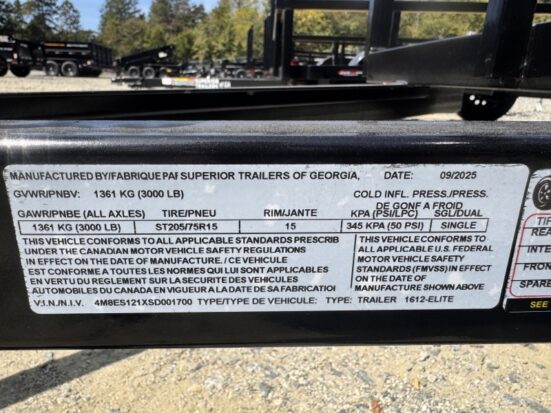 MANUFACTURED BY/FABRIQUE PAR SUPERIOR TRAILERS OF GEORGIA, DATE: 09/2025
GVWR/PNBV: 1361 KG (3000 LB) COLD INFL. PRESS./PRESS.
DE GONF A FROID
GAWR/PNBE (ALL AXLES) TIRE/PNEU RIM/JANTE KPA (PSI/LPC) SGL/DUAL
1361 KG (3000 LB) ST205/75R15 15 345 KPA (50 PSI) SINGLE
THIS VEHICLE CONFORMS TO ALL APPLICABLE STANDARDS PRESCRIB
UNDER THE CANADIAN MOTOR VEHICLE SAFETY REGULATIONS
IN EFFECT ON THE DATE OF MANUFACTURE. / THIS VEHICULE
EST CONFORME A TOUTES LES NORMES QUI LUI SONT APPLICABLE
EN VERTU DU REGLEMENT SUR LA SECURITE DES VEHICULES
AUTOMOBILES DU CANADA EN VIGUEUR A LA DATE DE SA FABRICATIO
THIS VEHICLE CONFORMS TO
ALL APPLICABLE U.S. FEDERAL
MOTOR VEHICLE SAFETY
STANDARDS (FMVSS) IN EFFECT
ON THE DATE OF
MANUFACTURE SHOWN ABOVE
V.I.N./N.I.V. 4M8ES121XSD001700 TYPE/TYPE DE VEHICULE: TYPE: TRAILER 1612-ELITE
TI
REA
FRON
SPARE
SEE